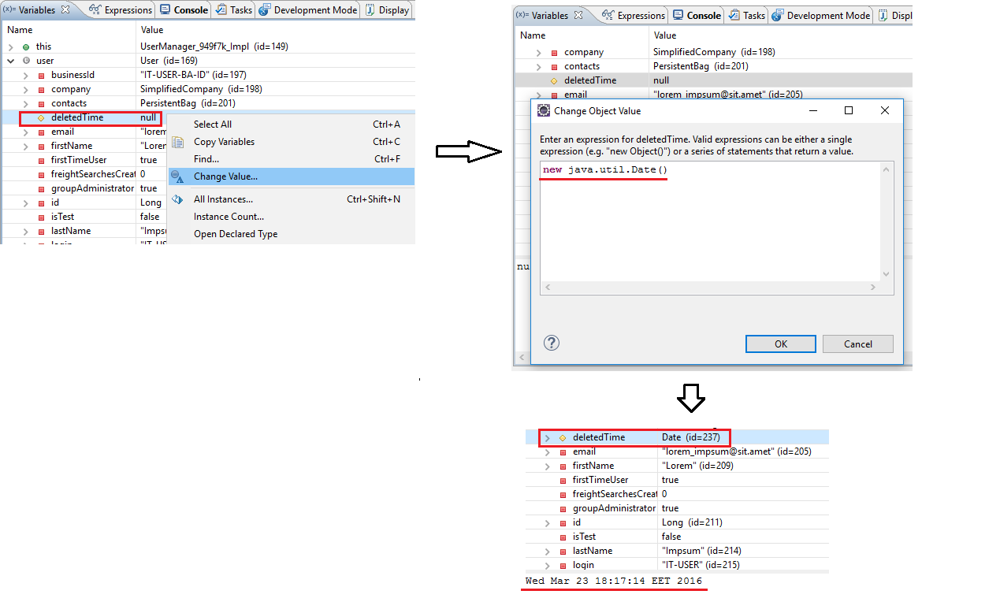 (x)= Variables Expressions Console Tasks Development Mode Display
Name Value
this UserManager_949f7k_Impl (id=149)
user User (id=169)
businessId "IT-USER-BA-ID" (id=197)
company SimplifiedCompany (id=198)
contacts PersistentBag (id=201)
deletedTime null
email "lorem
firstName "Loren
firstTimeUser true
freightSearchesCreat 0
groupAdministrator true
id Long
isTest false
lastName "Impsu
login "IT-US
Select All Ctrl+A
Copy Variables Ctrl+C
Find... Ctrl+F
Change Value...
All Instances... Ctrl+Shift+N
Instance Count...
Open Declared Type
(x)= Variables Expressions Console Tasks Development Mode Displ
Name Value
company SimplifiedCompany (id=198)
contacts PersistentBag (id=201)
deletedTime null
email "lorem_impsum@sit.amet" (id=205)
nu
Change Object Value
Enter an expression for deletedTime. Valid expressions can be either a single
expression (e.g. "new Object()") or a series of statements that return a value.
new java.util.Date()
? OK Cancel
deletedTime Date (id=237)
email "lorem_impsum@sit.amet" (id=205)
firstName "Lorem" (id=209)
firstTimeUser true
freightSearchesCreat 0
groupAdministrator true
id Long (id=211)
isTest false
lastName "Impsum" (id=214)
login "IT-USER" (id=215)
Wed Mar 23 18:17:14 EET 2016